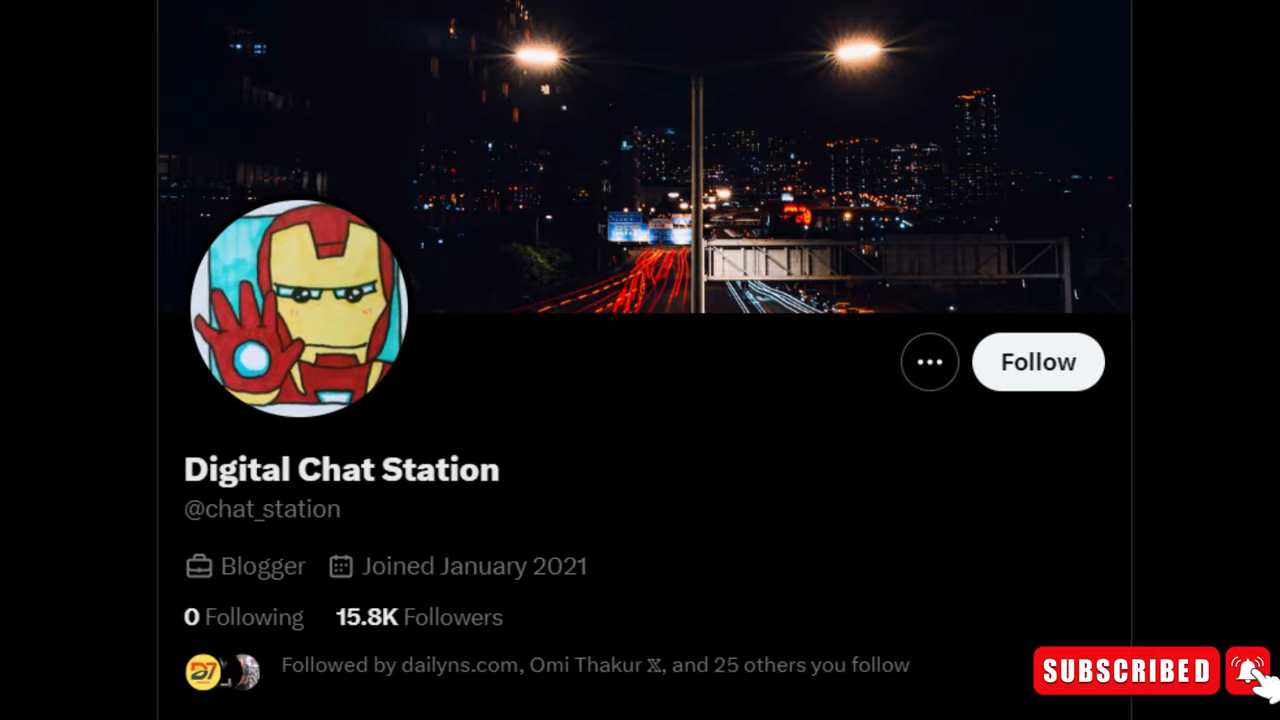 Follow
Digital Chat Station
@chat_station
Blogger Joined January 2021
0 Following 15.8K Followers
D7
Followed by dailyns.com, Omi Thakur 𝕏, and 25 others you follow
SUBSCRIBED